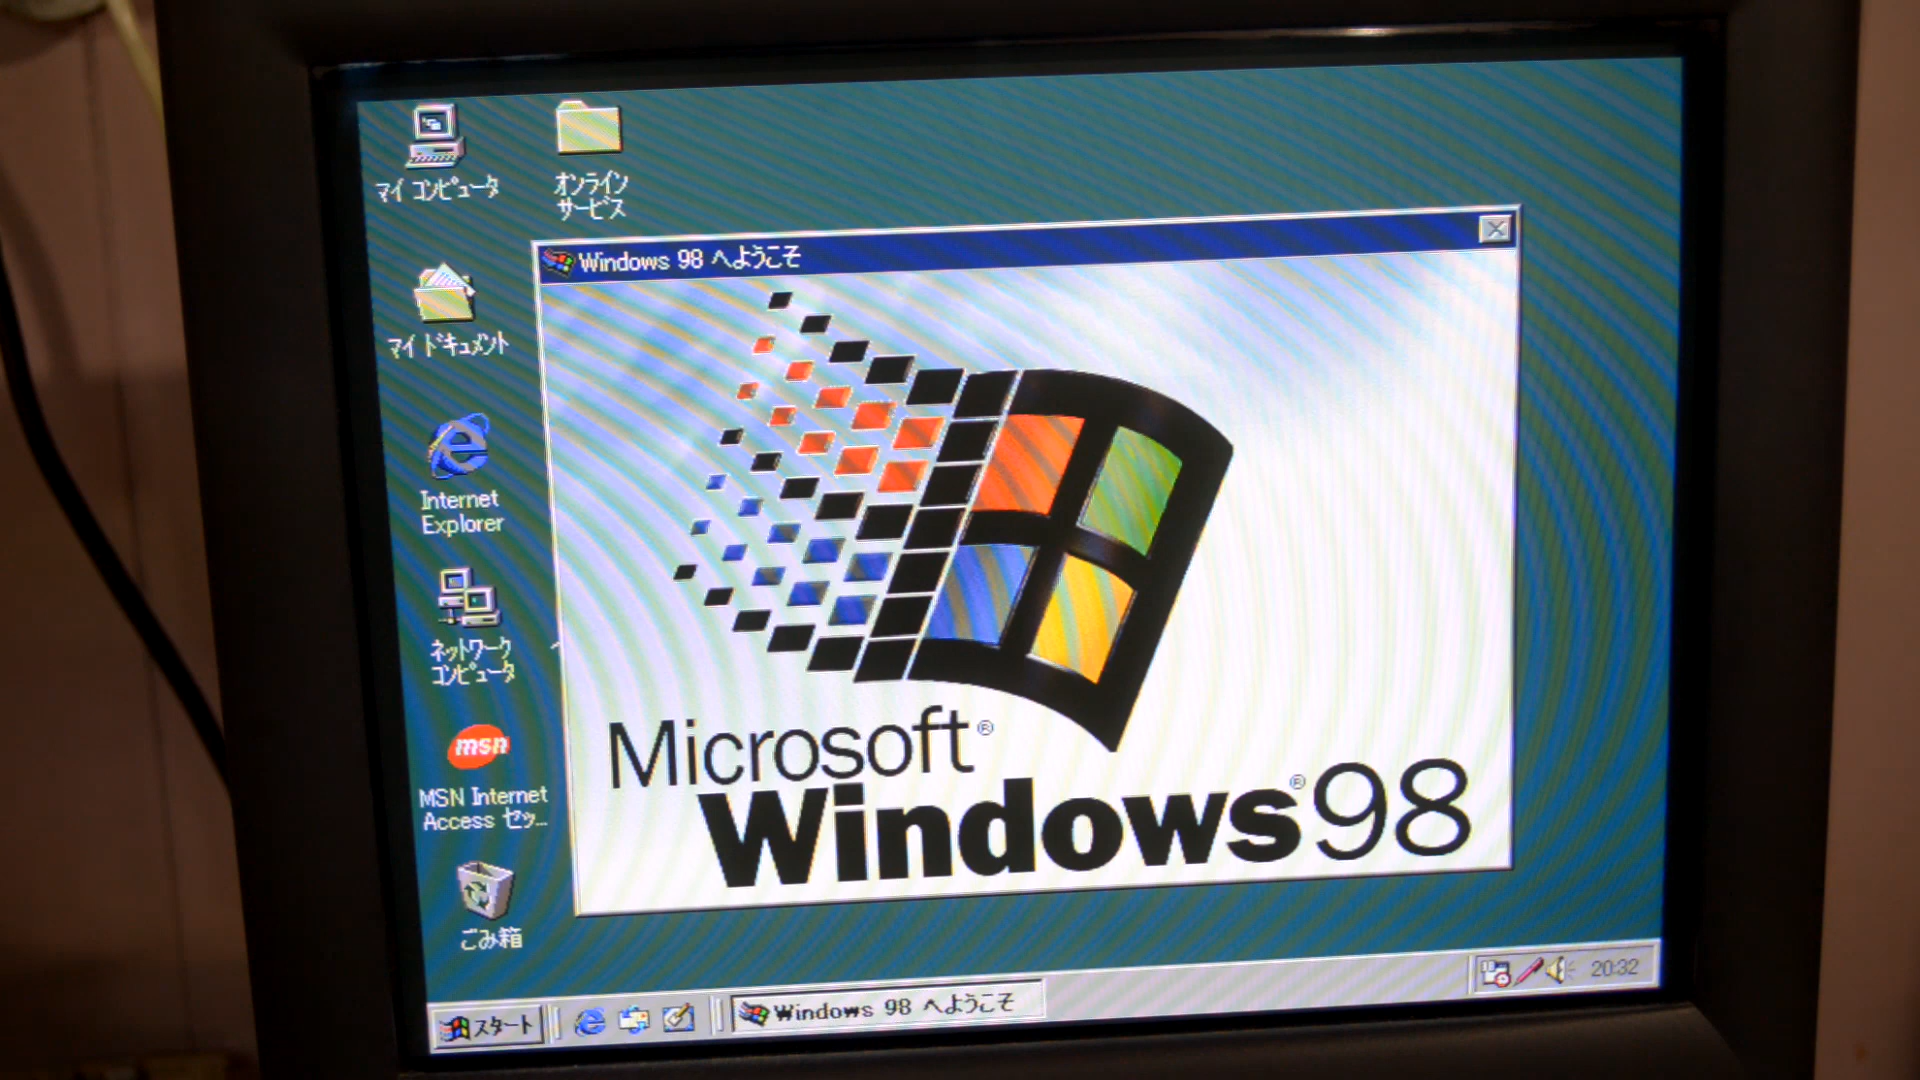 マイ コンピュータ
オンライン
サービス
マイ ドキュメント
Internet
Explorer
ネットワーク
コンピュータ
msn
MSN Internet
Access セッ...
ごみ箱
Windows 98 へようこそ
Microsoft®
Windows®98
スタート
Windows 98 へようこそ
20:32